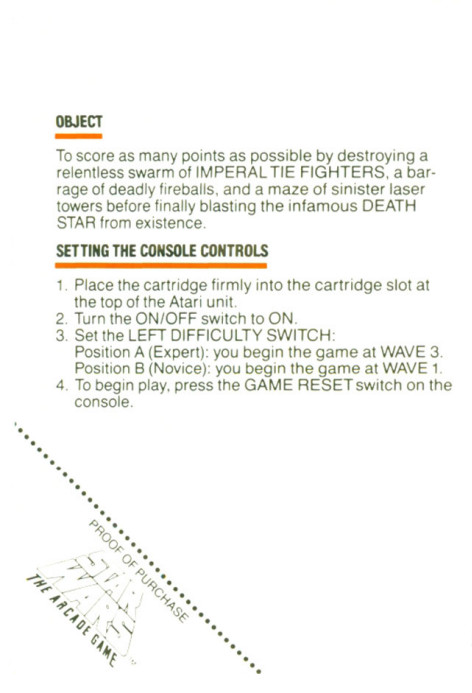 OBJECT
To score as many points as possible by destroying a
relentless swarm of IMPERAL TIE FIGHTERS, a bar-
rage of deadly fireballs, and a maze of sinister laser
towers before finally blasting the infamous DEATH
STAR from existence.
SETTING THE CONSOLE CONTROLS
1. Place the cartridge firmly into the cartridge slot at
the top of the Atari unit.
2. Turn the ON/OFF switch to ON.
3. Set the LEFT DIFFICULTY SWITCH:
Position A (Expert): you begin the game at WAVE 3.
Position B (Novice): you begin the game at WAVE 1.
4. To begin play, press the GAME RESET switch on the
console.
PROOF OF PURCHASE
STAR
WARS
THE ARCADE GAME™